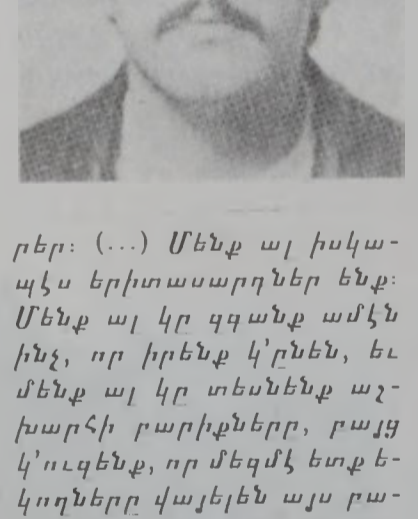 րեր։ (...) Մենք ալ իսկա-
պէս երիտասարդներ ենք։
Մենք ալ կը զգանք ամէն
ինչ, որ իրենք կ՚ընեն, եւ
մենք ալ կը տեսնենք աշ-
խարհի բարիքները, բայց
կ՚ուզենք, որ մեզմէ ետք ե-
կողները վայելեն այս բա-